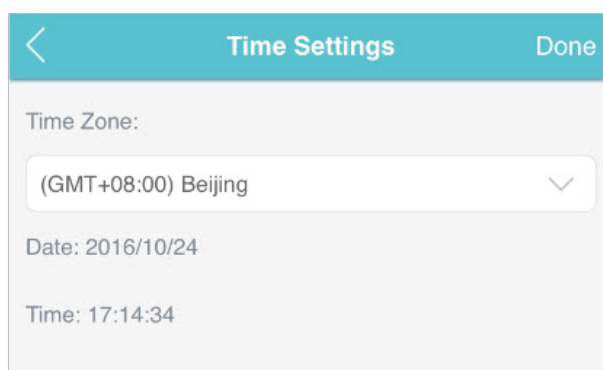 Time Settings Done
Time Zone:
(GMT+08:00) Beijing
Date: 2016/10/24
Time: 17:14:34